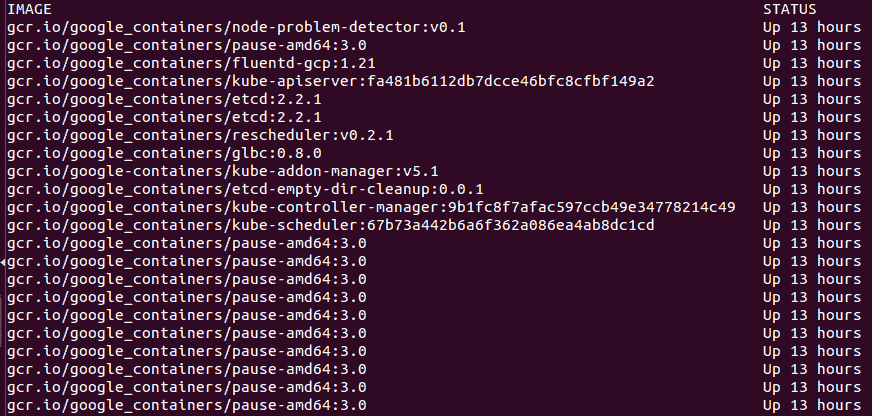 IMAGE STATUS
gcr.io/google_containers/node-problem-detector:v0.1 Up 13 hours
gcr.io/google_containers/pause-amd64:3.0 Up 13 hours
gcr.io/google_containers/fluentd-gcp:1.21 Up 13 hours
gcr.io/google_containers/kube-apiserver:fa481b6112db7dcce46bfc8cfbf149a2 Up 13 hours
gcr.io/google_containers/etcd:2.2.1 Up 13 hours
gcr.io/google_containers/etcd:2.2.1 Up 13 hours
gcr.io/google_containers/rescheduler:v0.2.1 Up 13 hours
gcr.io/google_containers/glbc:0.8.0 Up 13 hours
gcr.io/google-containers/kube-addon-manager:v5.1 Up 13 hours
gcr.io/google_containers/etcd-empty-dir-cleanup:0.0.1 Up 13 hours
gcr.io/google_containers/kube-controller-manager:9b1fc8f7afac597ccb49e34778214c49 Up 13 hours
gcr.io/google_containers/kube-scheduler:67b73a442b6a6f362a086ea4ab8dc1cd Up 13 hours
gcr.io/google_containers/pause-amd64:3.0 Up 13 hours
gcr.io/google_containers/pause-amd64:3.0 Up 13 hours
gcr.io/google_containers/pause-amd64:3.0 Up 13 hours
gcr.io/google_containers/pause-amd64:3.0 Up 13 hours
gcr.io/google_containers/pause-amd64:3.0 Up 13 hours
gcr.io/google_containers/pause-amd64:3.0 Up 13 hours
gcr.io/google_containers/pause-amd64:3.0 Up 13 hours
gcr.io/google_containers/pause-amd64:3.0 Up 13 hours
gcr.io/google_containers/pause-amd64:3.0 Up 13 hours
gcr.io/google_containers/pause-amd64:3.0 Up 13 hours